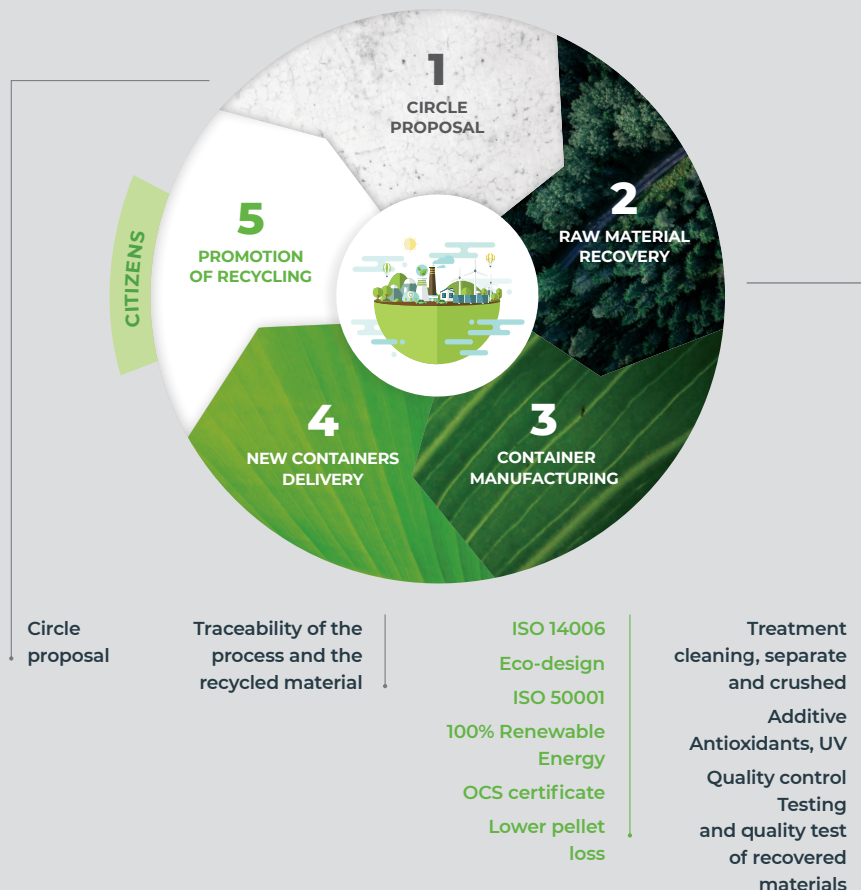 1
CIRCLE
PROPOSAL
2
RAW MATERIAL
RECOVERY
3
CONTAINER
MANUFACTURING
4
NEW CONTAINERS
DELIVERY
5
PROMOTION
OF RECYCLING
CITIZENS
Circle
proposal
Traceability of the
process and the
recycled material
ISO 14006
Eco-design
ISO 50001
100% Renewable
Energy
OCS certificate
Lower pellet
loss
Treatment
cleaning, separate
and crushed
Additive
Antioxidants, UV
Quality control
Testing
and quality test
of recovered
materials